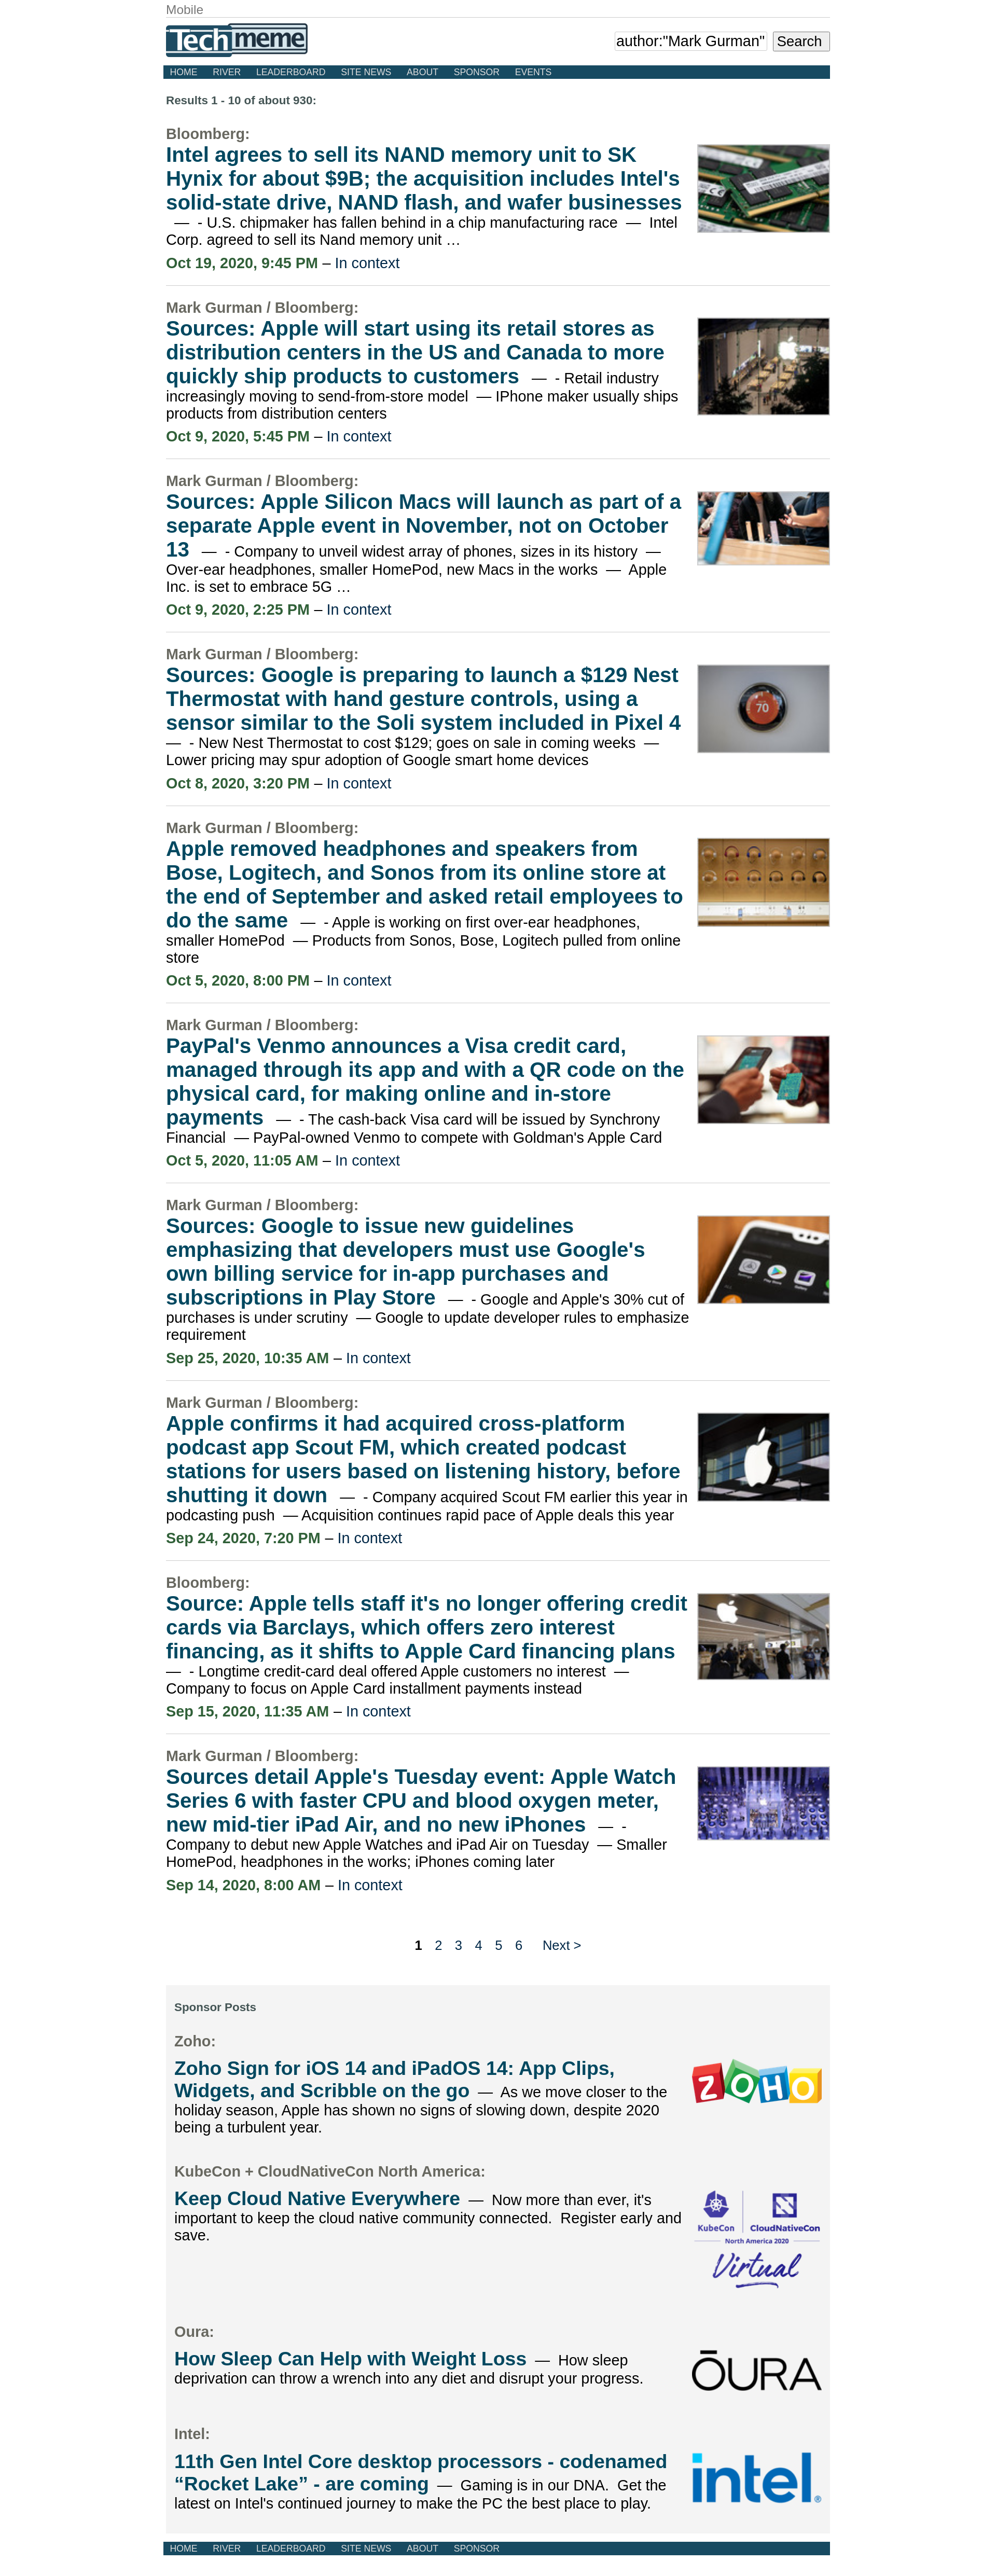 Mobile
Techmeme
author:"Mark Gurman" Search
HOME RIVER LEADERBOARD SITE NEWS ABOUT SPONSOR EVENTS
Results 1 - 10 of about 930:
Bloomberg:
Intel agrees to sell its NAND memory unit to SK
Hynix for about $9B; the acquisition includes Intel's
solid-state drive, NAND flash, and wafer businesses
— - U.S. chipmaker has fallen behind in a chip manufacturing race — Intel
Corp. agreed to sell its Nand memory unit …
Oct 19, 2020, 9:45 PM – In context
Mark Gurman / Bloomberg:
Sources: Apple will start using its retail stores as
distribution centers in the US and Canada to more
quickly ship products to customers — - Retail industry
increasingly moving to send-from-store model — IPhone maker usually ships
products from distribution centers
Oct 9, 2020, 5:45 PM – In context
Mark Gurman / Bloomberg:
Sources: Apple Silicon Macs will launch as part of a
separate Apple event in November, not on October
13 — - Company to unveil widest array of phones, sizes in its history —
Over-ear headphones, smaller HomePod, new Macs in the works — Apple
Inc. is set to embrace 5G …
Oct 9, 2020, 2:25 PM – In context
Mark Gurman / Bloomberg:
Sources: Google is preparing to launch a $129 Nest
Thermostat with hand gesture controls, using a
sensor similar to the Soli system included in Pixel 4
— - New Nest Thermostat to cost $129; goes on sale in coming weeks —
Lower pricing may spur adoption of Google smart home devices
70
Oct 8, 2020, 3:20 PM – In context
Mark Gurman / Bloomberg:
Apple removed headphones and speakers from
Bose, Logitech, and Sonos from its online store at
the end of September and asked retail employees to
do the same — - Apple is working on first over-ear headphones,
smaller HomePod — Products from Sonos, Bose, Logitech pulled from online
store
Oct 5, 2020, 8:00 PM – In context
Mark Gurman / Bloomberg:
PayPal's Venmo announces a Visa credit card,
managed through its app and with a QR code on the
physical card, for making online and in-store
payments — - The cash-back Visa card will be issued by Synchrony
Financial — PayPal-owned Venmo to compete with Goldman's Apple Card
Oct 5, 2020, 11:05 AM – In context
Mark Gurman / Bloomberg:
Sources: Google to issue new guidelines
emphasizing that developers must use Google's
own billing service for in-app purchases and
subscriptions in Play Store — - Google and Apple's 30% cut of
purchases is under scrutiny — Google to update developer rules to emphasize
requirement
Sep 25, 2020, 10:35 AM – In context
Mark Gurman / Bloomberg:
Apple confirms it had acquired cross-platform
podcast app Scout FM, which created podcast
stations for users based on listening history, before
shutting it down — - Company acquired Scout FM earlier this year in
podcasting push — Acquisition continues rapid pace of Apple deals this year
Sep 24, 2020, 7:20 PM – In context
Bloomberg:
Source: Apple tells staff it's no longer offering credit
cards via Barclays, which offers zero interest
financing, as it shifts to Apple Card financing plans
— - Longtime credit-card deal offered Apple customers no interest —
Company to focus on Apple Card installment payments instead
Sep 15, 2020, 11:35 AM – In context
Mark Gurman / Bloomberg:
Sources detail Apple's Tuesday event: Apple Watch
Series 6 with faster CPU and blood oxygen meter,
new mid-tier iPad Air, and no new iPhones — -
Company to debut new Apple Watches and iPad Air on Tuesday — Smaller
HomePod, headphones in the works; iPhones coming later
Sep 14, 2020, 8:00 AM – In context
1 2 3 4 5 6 Next >
Sponsor Posts
Zoho:
Zoho Sign for iOS 14 and iPadOS 14: App Clips,
Widgets, and Scribble on the go — As we move closer to the
holiday season, Apple has shown no signs of slowing down, despite 2020
being a turbulent year.
ZOHO
KubeCon + CloudNativeCon North America:
Keep Cloud Native Everywhere — Now more than ever, it's
important to keep the cloud native community connected. Register early and
save.
KubeCon CloudNativeCon
North America 2020
Virtual
Oura:
How Sleep Can Help with Weight Loss — How sleep
deprivation can throw a wrench into any diet and disrupt your progress.
ŌURA
Intel:
11th Gen Intel Core desktop processors - codenamed
“Rocket Lake” - are coming — Gaming is in our DNA. Get the
latest on Intel's continued journey to make the PC the best place to play.
intel®
HOME RIVER LEADERBOARD SITE NEWS ABOUT SPONSOR